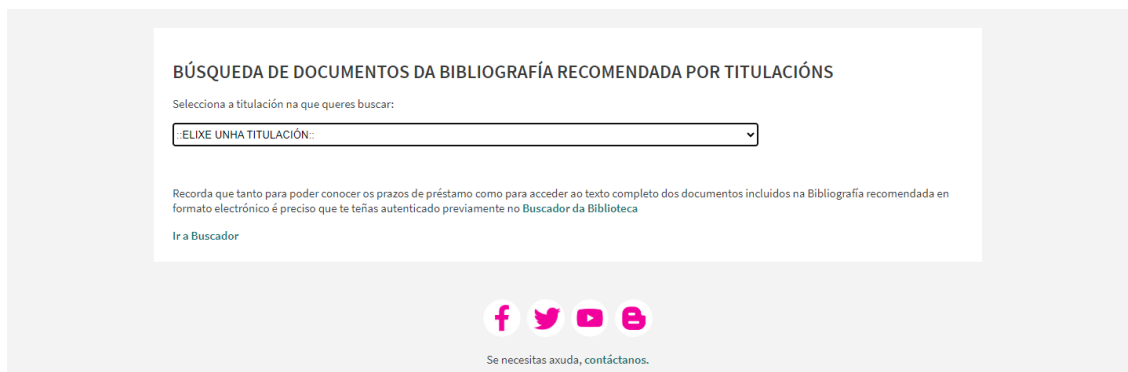 BÚSQUEDA DE DOCUMENTOS DA BIBLIOGRAFÍA RECOMENDADA POR TITULACIÓNS
Selecciona a titulación na que queres buscar:
::ELIXE UNHA TITULACIÓN::
Recorda que tanto para poder conocer os prazos de préstamo como para acceder ao texto completo dos documentos incluidos na Bibliografía recomendada en
formato electrónico é preciso que te teñas autenticado previamente no Buscador da Biblioteca
Ir a Buscador
Se necesitas axuda, contáctanos.